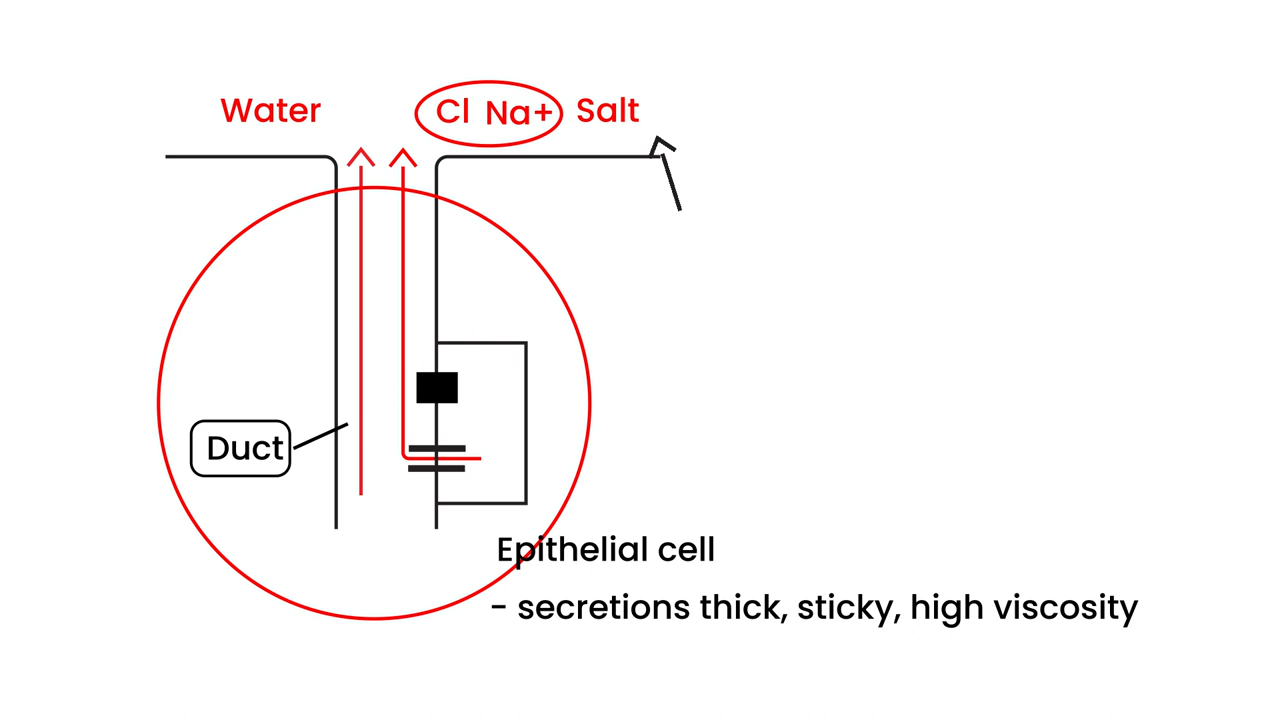 Water
Cl Na+ Salt
Duct
Epithelial cell
- secretions thick, sticky, high viscosity